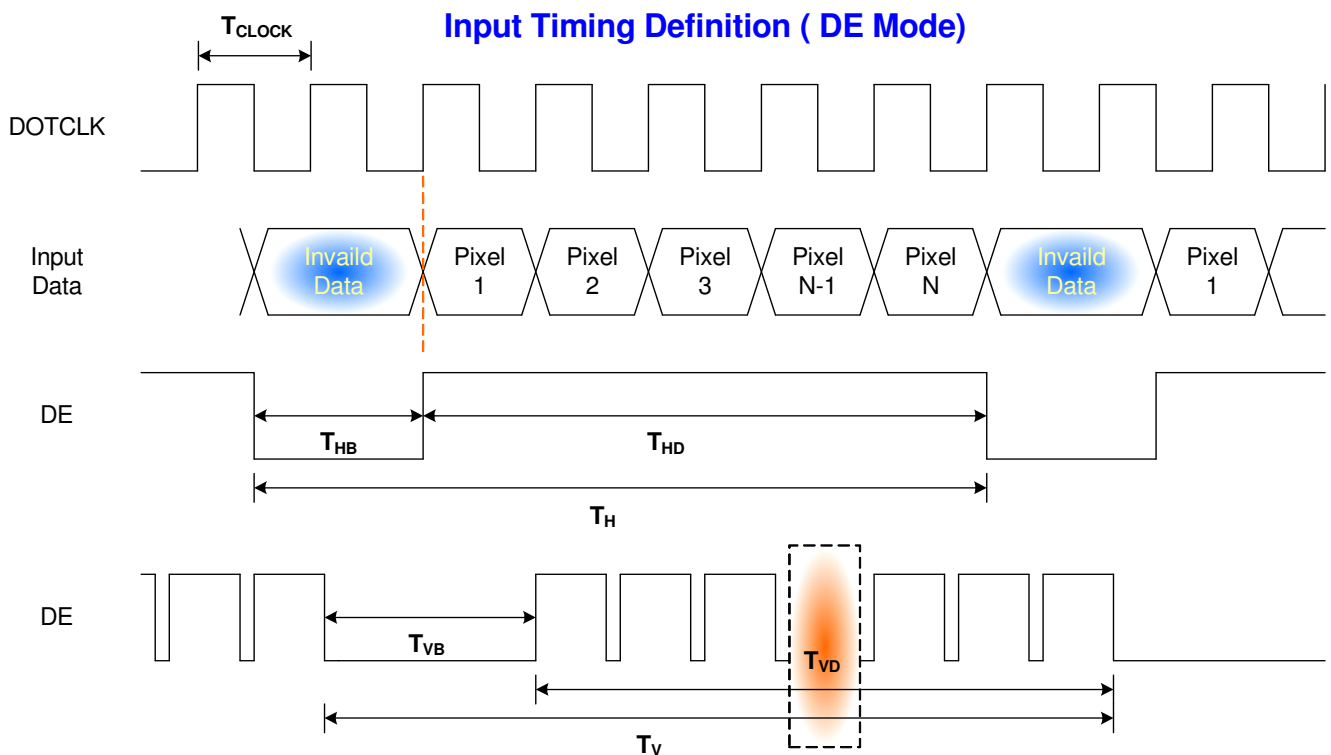 Input Timing Definition ( DE Mode)
TCLOCK
DOTCLK
Input
Data
Invaild
Data
Pixel
1
Pixel
2
Pixel
3
Pixel
N-1
Pixel
N
Invaild
Data
Pixel
1
DE
THB
THD
TH
DE
TVB
TVD
TV